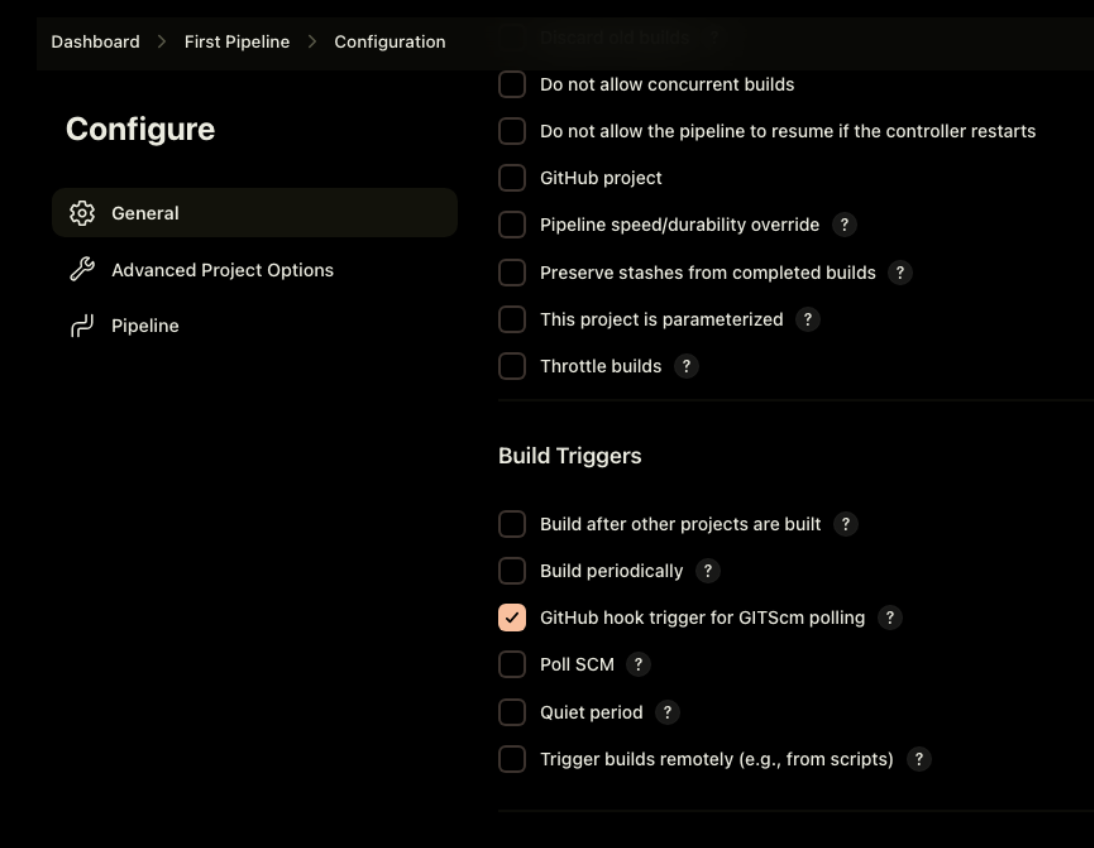 Dashboard > First Pipeline > Configuration
Configure
General
Advanced Project Options
Pipeline
Discard old builds ?
Do not allow concurrent builds
Do not allow the pipeline to resume if the controller restarts
GitHub project
Pipeline speed/durability override ?
Preserve stashes from completed builds ?
This project is parameterized ?
Throttle builds ?
Build Triggers
Build after other projects are built ?
Build periodically ?
GitHub hook trigger for GITScm polling ?
Poll SCM ?
Quiet period ?
Trigger builds remotely (e.g., from scripts) ?